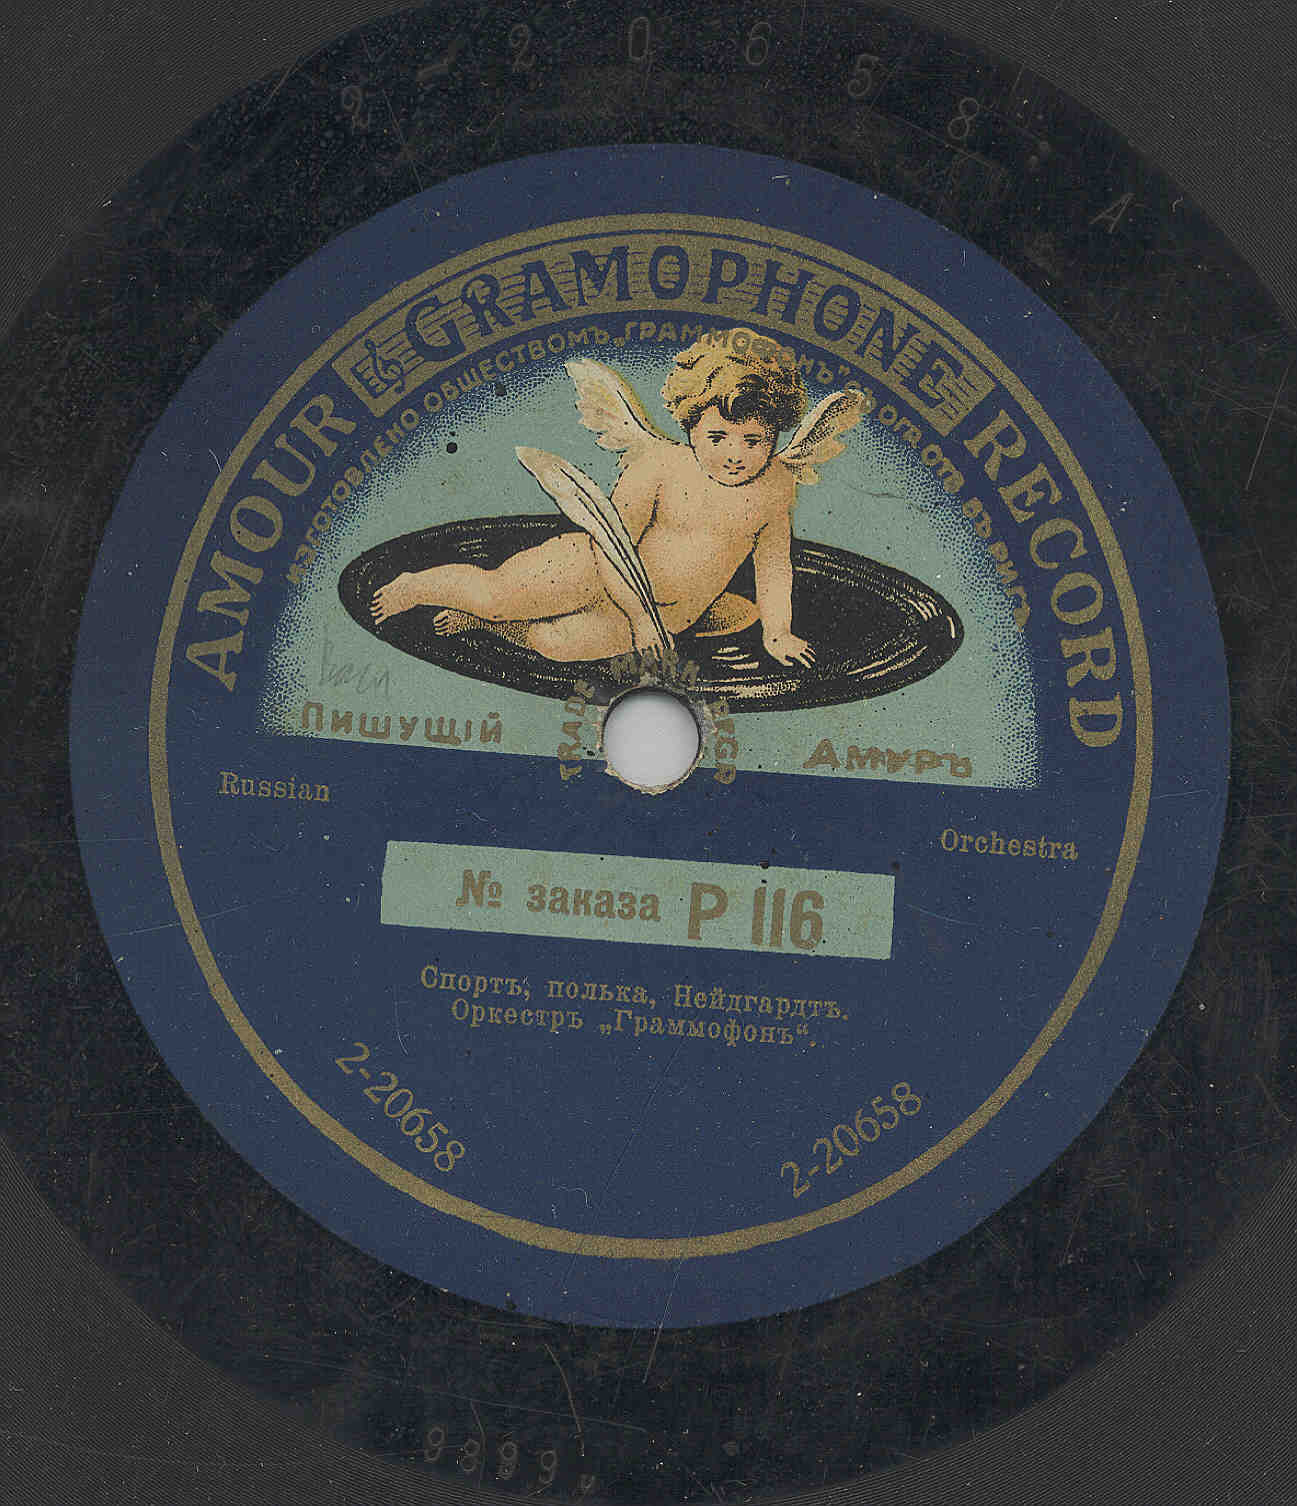 2-20658
A
AMOUR GRAMOPHONE RECORD
ИЗГОТОВЛЕНО ОБЩЕСТВОМЪ „ГРАММОФОНЪ“
ПИШУЩІЙ
АМУРЪ
TRADE MARK
Russian
Orchestra
№ заказа Р 116
Спортъ, полька, Нейдгардтъ.
Оркестръ „Граммофонъ“.
2-20658
2-20658